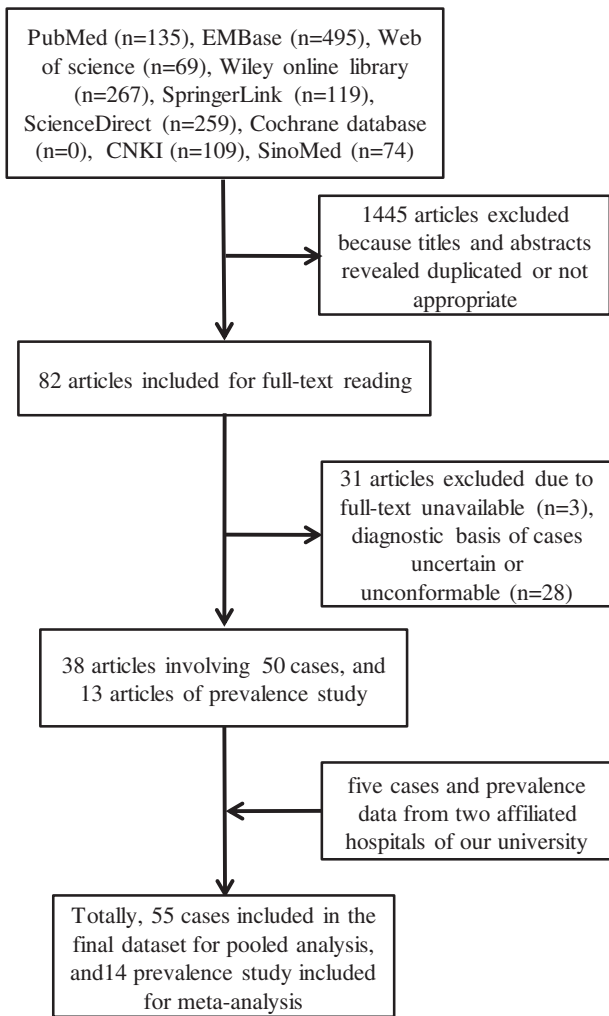 PubMed (n=135), EMBase (n=495), Web
of science (n=69), Wiley online library
(n=267), SpringerLink (n=119),
ScienceDirect (n=259), Cochrane database
(n=0), CNKI (n=109), SinoMed (n=74)
1445 articles excluded
because titles and abstracts
revealed duplicated or not
appropriate
82 articles included for full-text reading
31 articles excluded due to
full-text unavailable (n=3),
diagnostic basis of cases
uncertain or
unconformable (n=28)
38 articles involving 50 cases, and
13 articles of prevalence study
five cases and prevalence
data from two affiliated
hospitals of our university
Totally, 55 cases included in the
final dataset for pooled analysis,
and14 prevalence study included
for meta-analysis